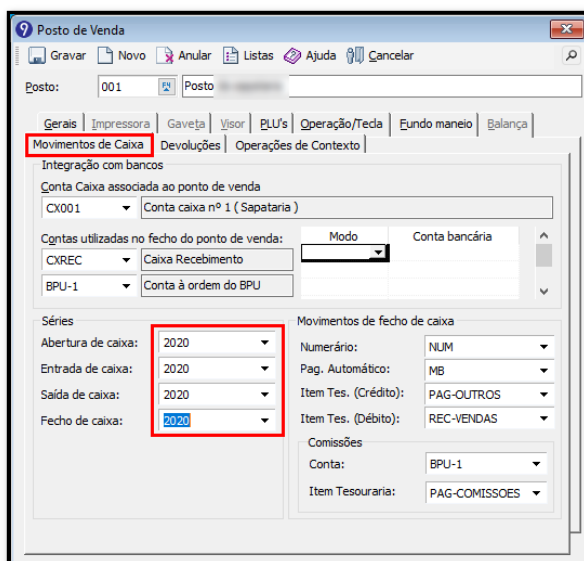 Posto de Venda
Gravar Novo Anular Listas Ajuda Cancelar
Posto: 001 F4 Posto
Gerais Impressora Gaveta Visor PLU's Operação/Tecla Fundo maneio Balança
Movimentos de Caixa Devoluções Operações de Contexto
Integração com bancos
Conta Caixa associada ao ponto de venda
CX001 Conta caixa nº 1 ( Sapataria )
Contas utilizadas no fecho do ponto de venda: Modo Conta bancária
CXREC Caixa Recebimento
BPU-1 Conta à ordem do BPU
Séries
Abertura de caixa: 2020
Entrada de caixa: 2020
Saída de caixa: 2020
Fecho de caixa: 2020
Movimentos de fecho de caixa
Numerário: NUM
Pag. Automático: MB
Item Tes. (Crédito): PAG-OUTROS
Item Tes. (Débito): REC-VENDAS
Comissões
Conta: BPU-1
Item Tesouraria: PAG-COMISSOES